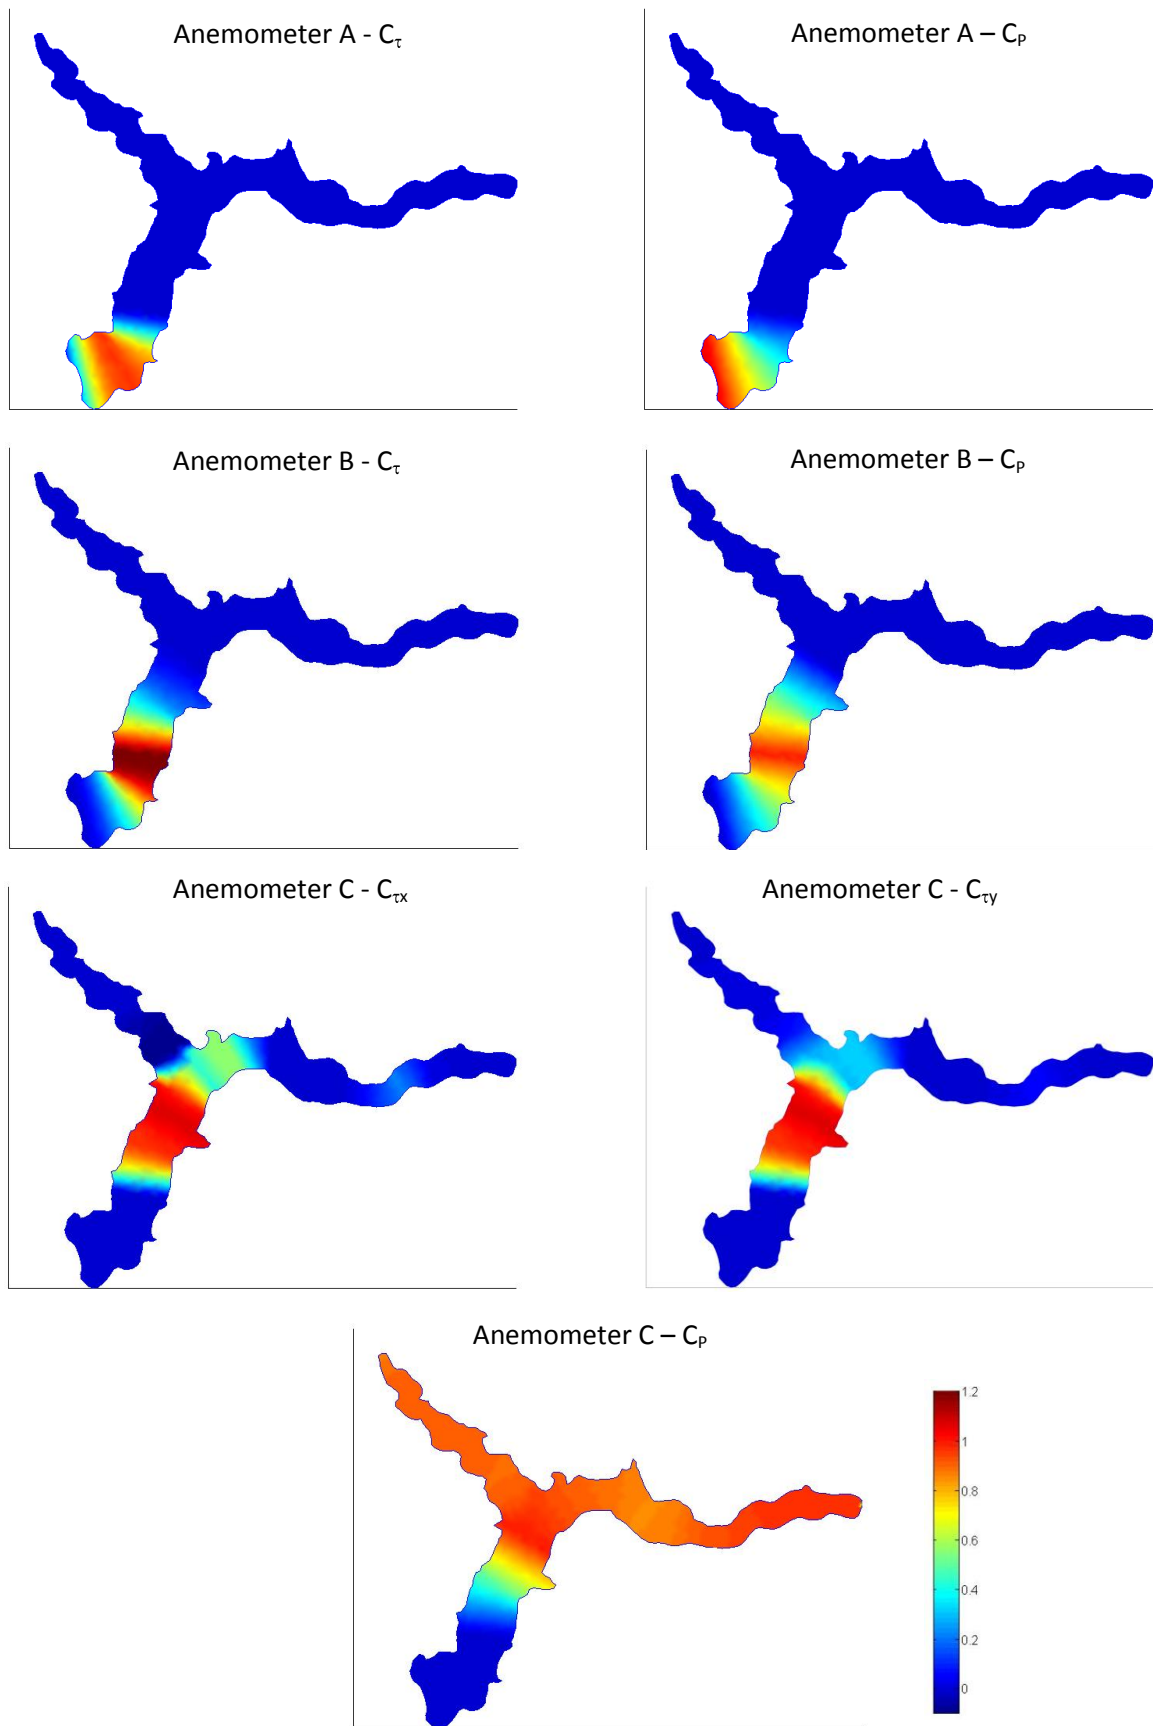 Anemometer A - Cτ
Anemometer A – CP
Anemometer B - Cτ
Anemometer B – CP
Anemometer C - Cτx
Anemometer C - Cτy
Anemometer C – CP
1.2
1
0.8
0.6
0.4
0.2
0